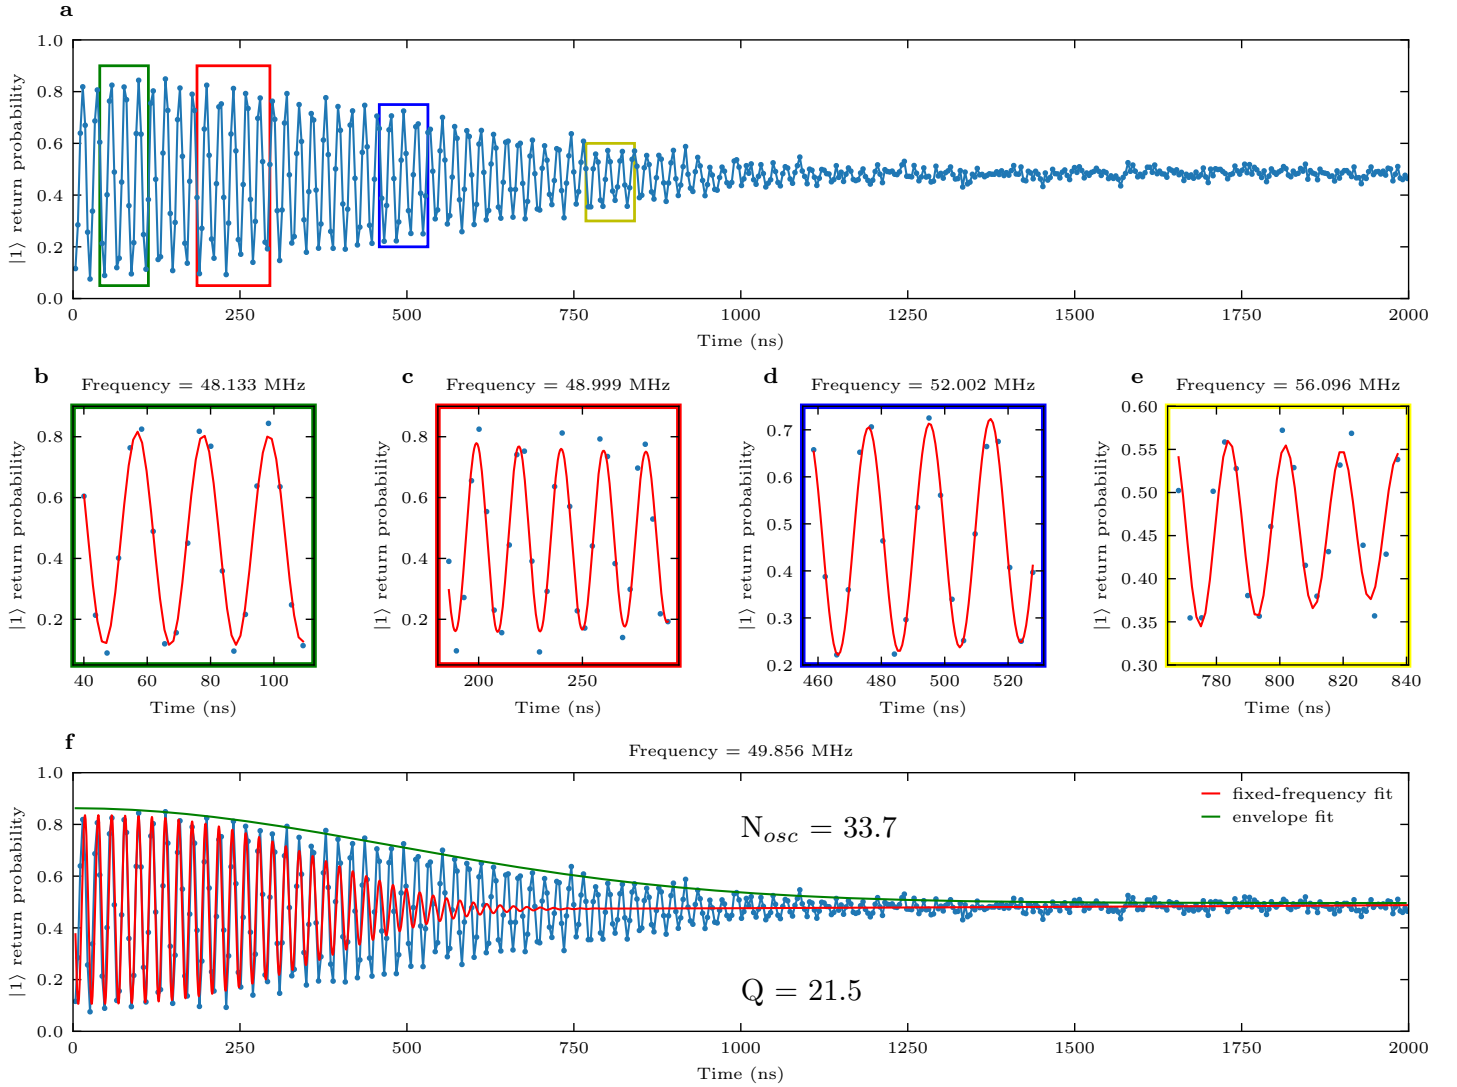 a
|1⟩ return probability
1.0
0.8
0.6
0.4
0.2
0.0
0 250 500 750 1000 1250 1500 1750 2000
Time (ns)
b
Frequency = 48.133 MHz
|1⟩ return probability
0.8
0.6
0.4
0.2
40 60 80 100
Time (ns)
c
Frequency = 48.999 MHz
|1⟩ return probability
0.8
0.6
0.4
0.2
200 250
Time (ns)
d
Frequency = 52.002 MHz
|1⟩ return probability
0.7
0.6
0.5
0.4
0.3
0.2
460 480 500 520
Time (ns)
e
Frequency = 56.096 MHz
|1⟩ return probability
0.60
0.55
0.50
0.45
0.40
0.35
0.30
780 800 820 840
Time (ns)
f
Frequency = 49.856 MHz
|1⟩ return probability
1.0
0.8
0.6
0.4
0.2
0.0
fixed-frequency fit
envelope fit
N_osc = 33.7
Q = 21.5
0 250 500 750 1000 1250 1500 1750 2000
Time (ns)